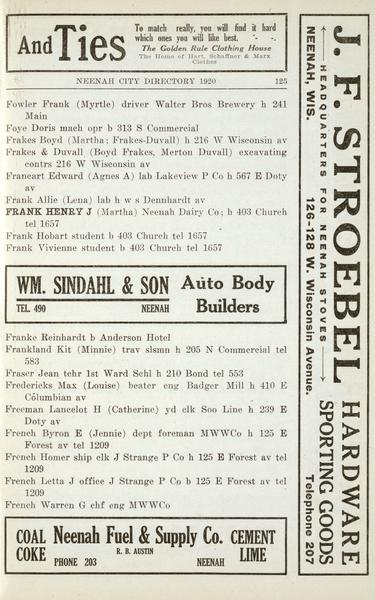 And Ties
To match really, you will find it hard
which ones you will like best.
The Golden Rule Clothing House
The Home of Hart, Schaffner & Marx
Clothes
NEENAH CITY DIRECTORY 1920 125
Fowler Frank (Myrtle) driver Walter Bros Brewery h 241
Main
Foye Doris mach opr b 313 S Commercial
Frakes Boyd (Martha; Frakes-Duvall) h 216 W Wisconsin av
Frakes & Duvall (Boyd Frakes, Merton Duvall) excavating
contrs 216 W Wisconsin av
Francart Edward (Agnes A) lab Lakeview P Co h 567 E Doty
av
Frank Allie (Lena) lab h w s Dennhardt av
FRANK HENRY J (Martha) Neenah Dairy Co; h 403 Church
tel 1657
Frank Hobart student b 403 Church tel 1657
Frank Vivienne student b 403 Church tel 1657
WM. SINDAHL & SON
TEL. 490 NEENAH
Auto Body
Builders
Franke Reinhardt b Anderson Hotel
Frankland Kit (Minnie) trav slsmn h 205 N Commercial tel
583
Fraser Jean tchr 1st Ward Sehl h 210 Bond tel 553
Fredericks Max (Louise) beater eng Badger Mill h 410 E
Columbian av
Freeman Lancelot H (Catherine) yd clk Soo Line h 239 E
Doty av
French Byron E (Jennie) dept foreman MWWCo h 125 E
Forest av tel 1209
French Homer ship clk J Strange P Co h 125 E Forest av tel
1209
French Letta J office J Strange P Co b 125 E Forest av tel
1209
French Warren G chf eng MWWCo
COAL
COKE
Neenah Fuel & Supply Co.
R. B. AUSTIN
PHONE 203 NEENAH
CEMENT
LIME
J. F. STROEBEL
HEADQUARTERS FOR NEENAH STOVES
NEENAH, WIS. 126-128 W. Wisconsin Avenue.
HARDWARE
SPORTING GOODS
Telephone 207